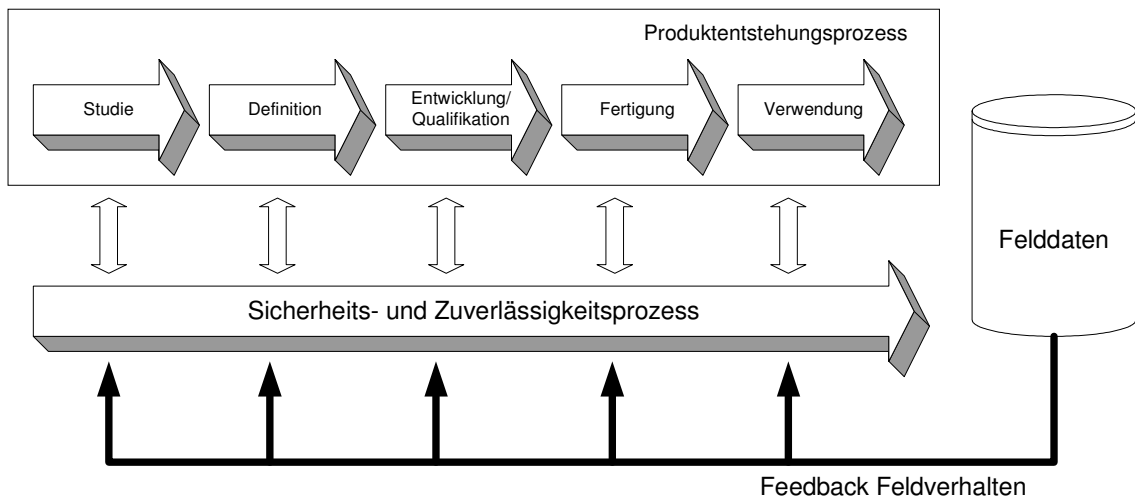 Produktentstehungsprozess
Studie
Definition
Entwicklung/
Qualifikation
Fertigung
Verwendung
Felddaten
Sicherheits- und Zuverlässigkeitsprozess
Feedback Feldverhalten